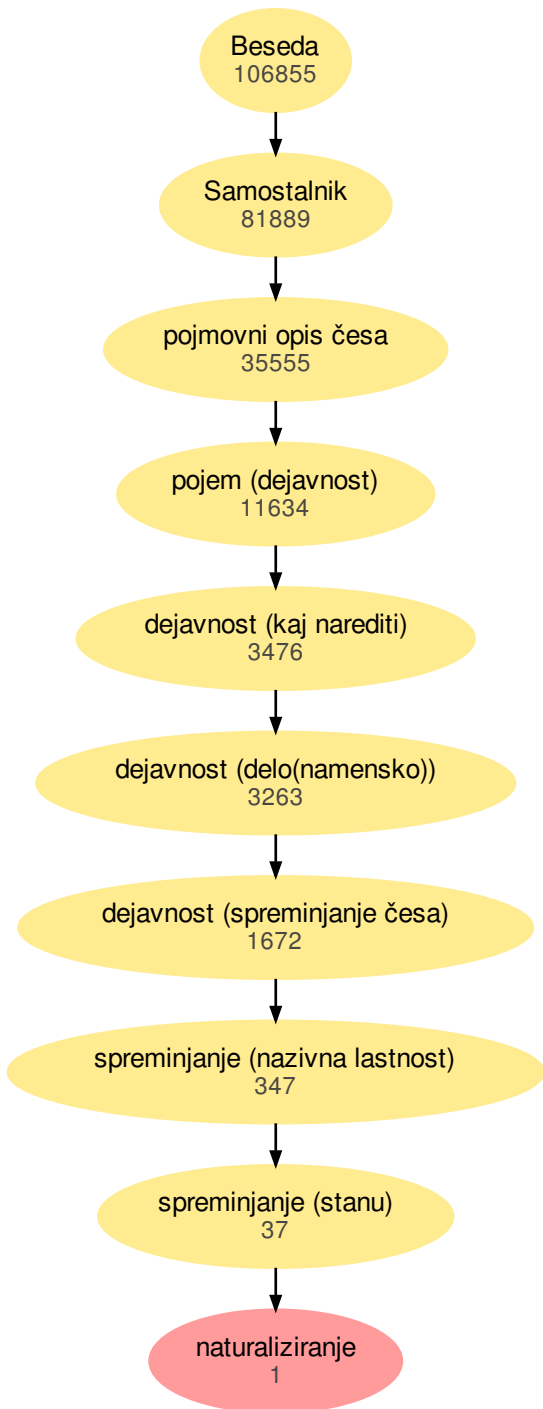 Beseda
106855
Samostalnik
81889
pojmovni opis česa
35555
pojem (dejavnost)
11634
dejavnost (kaj narediti)
3476
dejavnost (delo(namensko))
3263
dejavnost (spreminjanje česa)
1672
spreminjanje (nazivna lastnost)
347
spreminjanje (stanu)
37
naturaliziranje
1